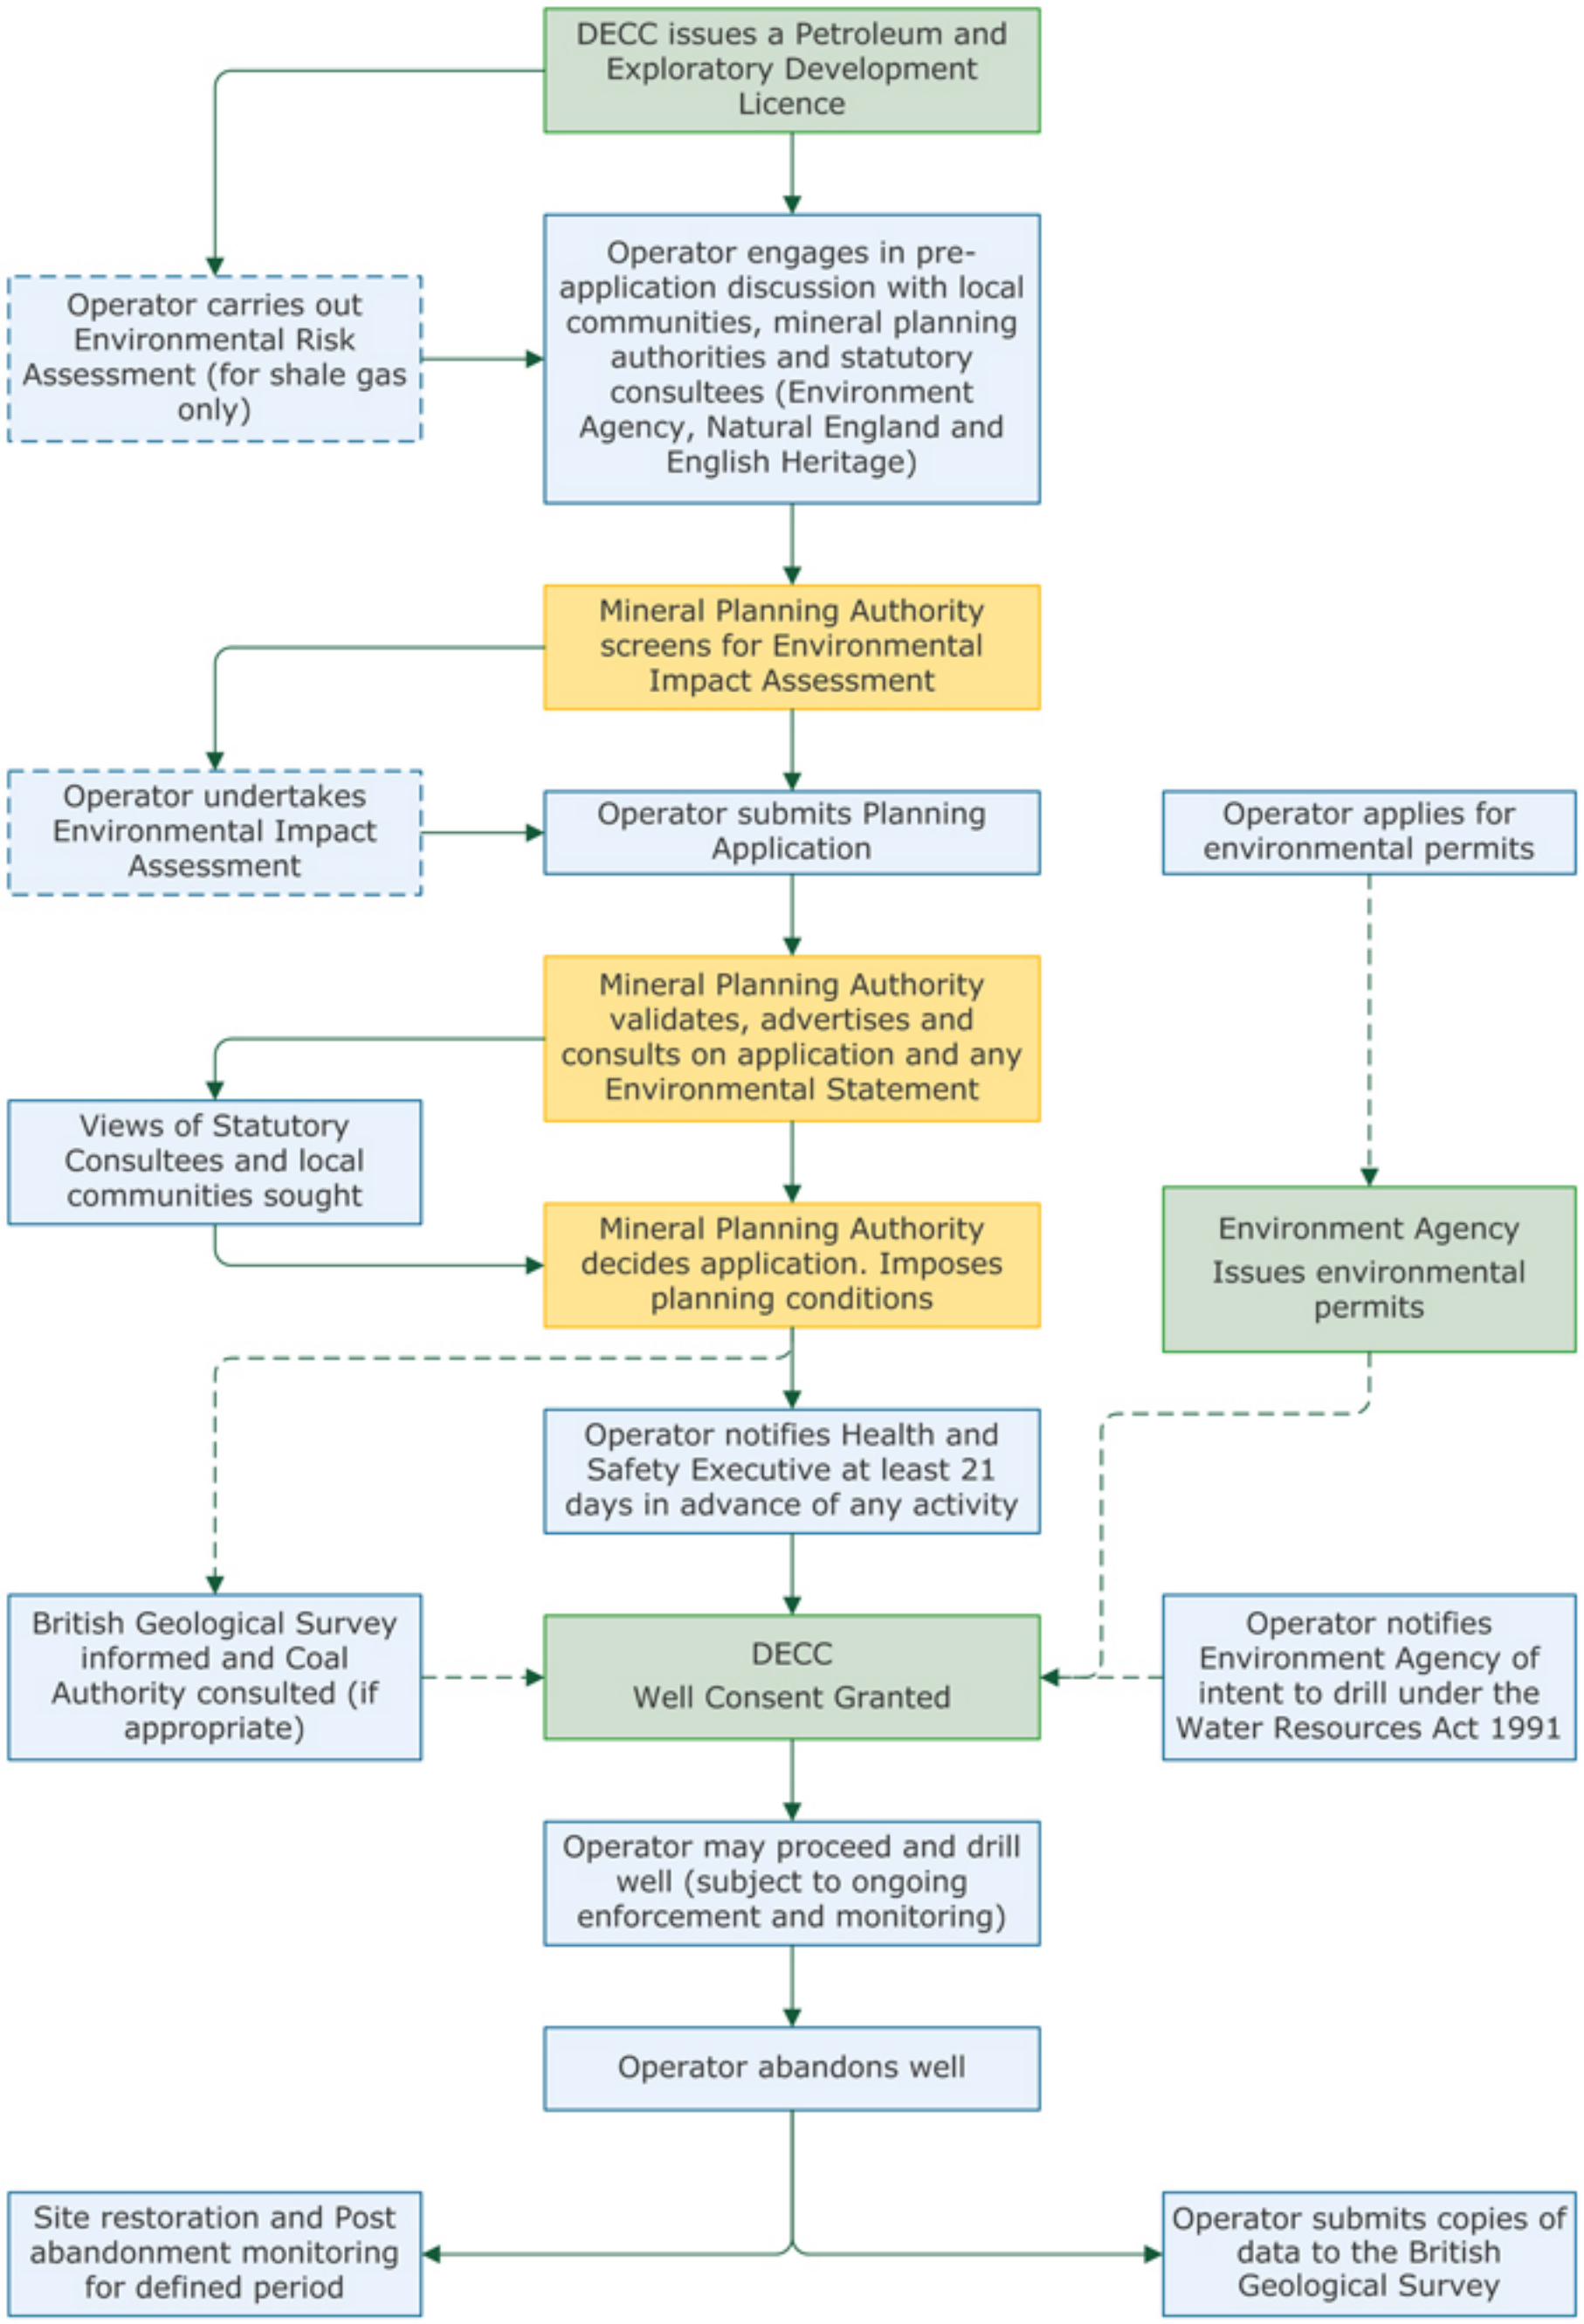 DECC issues a Petroleum and
Exploratory Development
Licence
Operator carries out
Environmental Risk
Assessment (for shale gas
only)
Operator engages in pre-
application discussion with local
communities, mineral planning
authorities and statutory
consultees (Environment
Agency, Natural England and
English Heritage)
Mineral Planning Authority
screens for Environmental
Impact Assessment
Operator undertakes
Environmental Impact
Assessment
Operator submits Planning
Application
Operator applies for
environmental permits
Mineral Planning Authority
validates, advertises and
consults on application and any
Environmental Statement
Views of Statutory
Consultees and local
communities sought
Mineral Planning Authority
decides application. Imposes
planning conditions
Environment Agency
Issues environmental
permits
Operator notifies Health and
Safety Executive at least 21
days in advance of any activity
British Geological Survey
informed and Coal
Authority consulted (if
appropriate)
DECC
Well Consent Granted
Operator notifies
Environment Agency of
intent to drill under the
Water Resources Act 1991
Operator may proceed and drill
well (subject to ongoing
enforcement and monitoring)
Operator abandons well
Site restoration and Post
abandonment monitoring
for defined period
Operator submits copies of
data to the British
Geological Survey